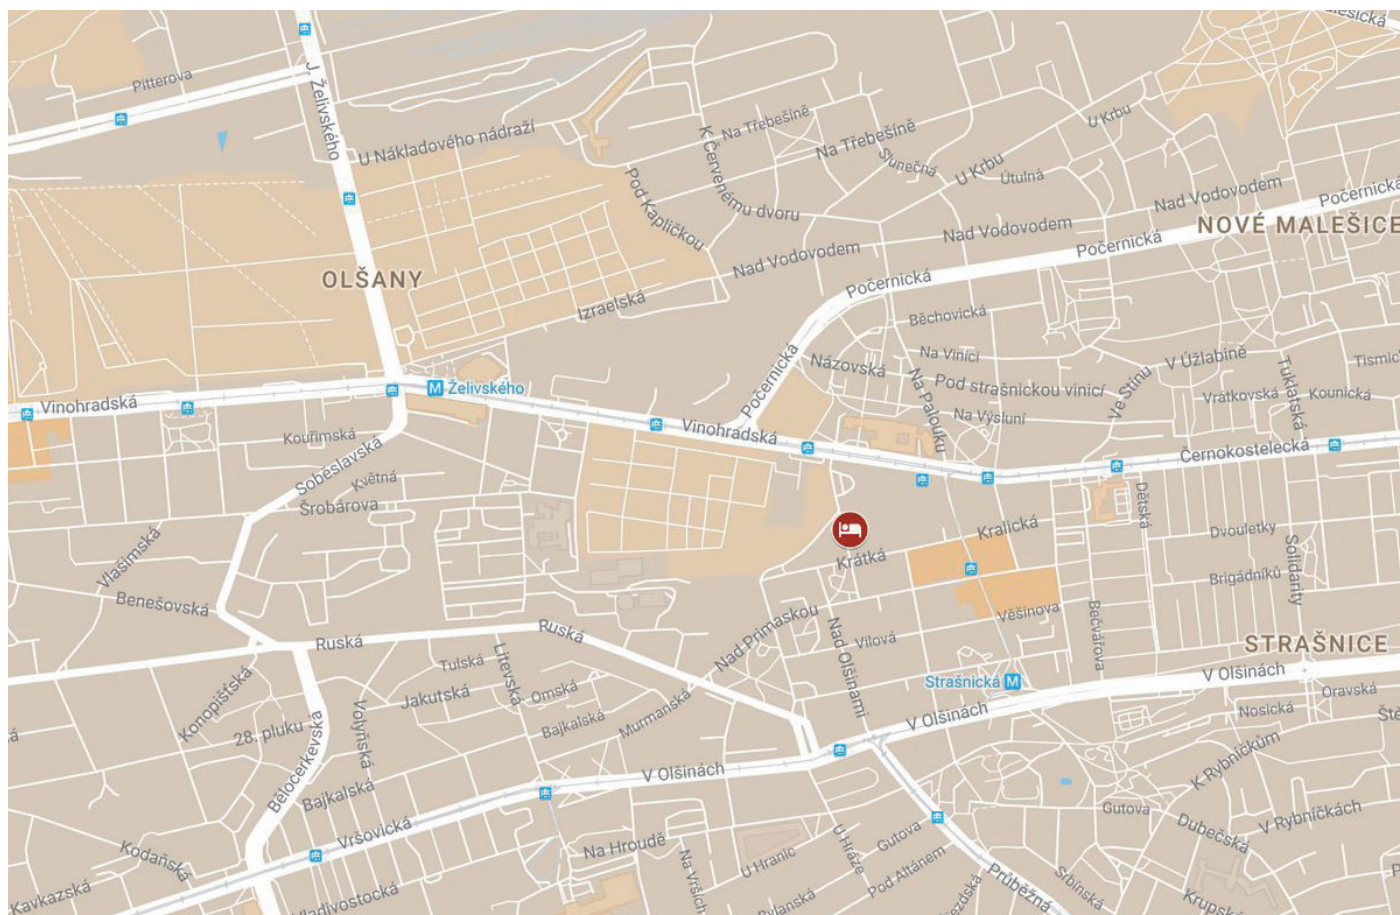 Pitterova
J. Želivského
U Nákladového nádraží
Pod Kapličkou
K Červenému dvoru
Na Třebešíně
Na Třebešíně
Slunečná
U Krbu
U Krbu
Útulná
Nad Vodovodem
Nad Vodovodem
Nad Vodovodem
Počernická
Počernická
Počernická
Počernická
NOVÉ MALEŠICE
OLŠANY
Izraelská
Běchovická
Na Vinici
Názovská
Pod strašnickou vinicí
Na Palouku
Na Výsluní
Ve Stínu
V Úžlabině
Vrátkovská
Tuklatská
Kounická
Tismic
M Želivského
Vinohradská
Vinohradská
Černokostelecká
Kouřimská
Soběslavská
Květná
Šrobárova
Vlašimská
Benešovská
Dětská
Kralická
Krátká
Dvouletky
Solidarity
Brigádníků
Bečvářova
Věšínova
Vilová
Nad Primaskou
Nad Olšinami
Ruská
Ruská
STRAŠNICE
Strašnická M
V Olšinách
V Olšinách
V Olšinách
Oravská
Nosická
Tulská
Litevská
Omská
Jakutská
Bajkalská
Murmanská
Konopišťská
28. pluku
Volyňská
Bělocerkevská
Bajkalská
Vršovická
Kodaňská
Kavkazská
Vladivostocká
Na Hroudě
Na Vrších
U Hranic
U Hráze
Gutova
Pod Altánem
Průběžná
Srbínská
Gutova
Dubečská
K Rybníčkům
V Rybníčkách
Krupská